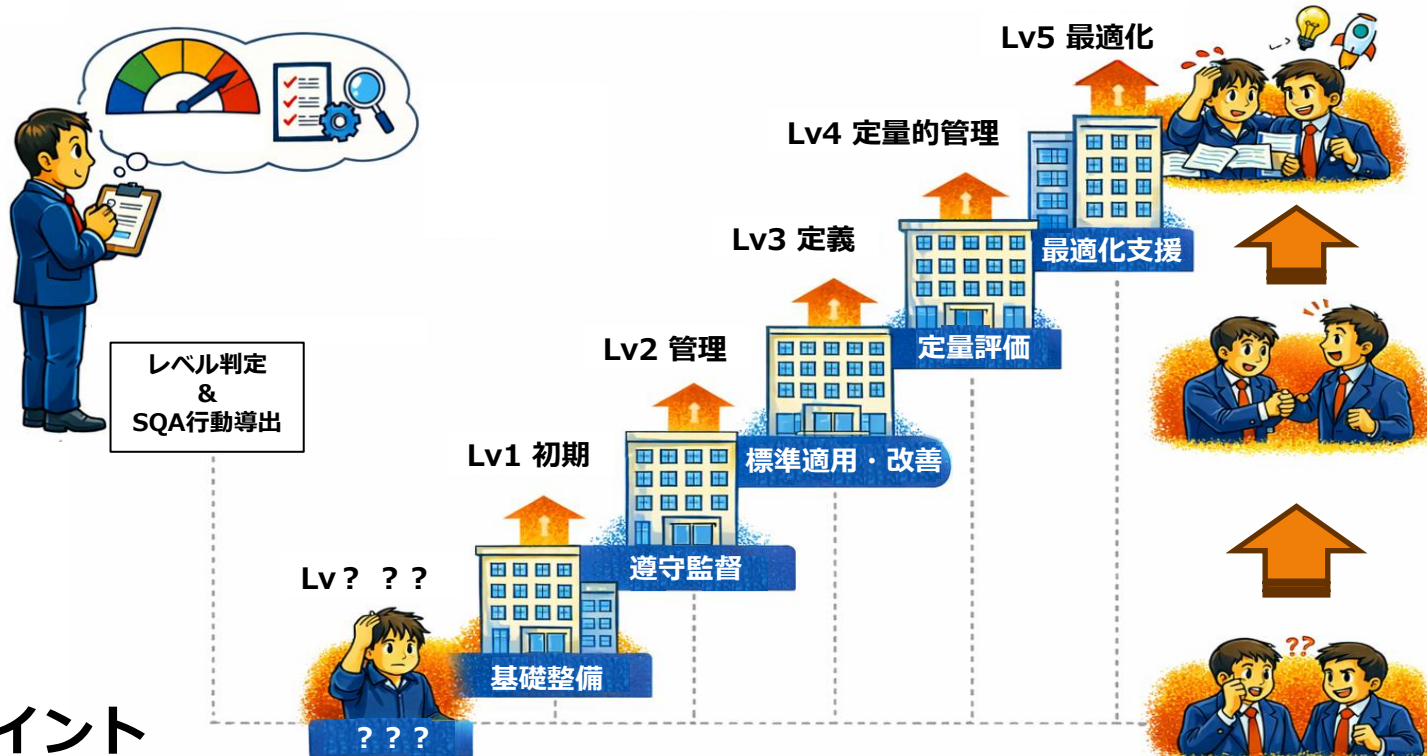 Lv5 最適化
Lv4 定量的管理
Lv3 定義
最適化支援
Lv2 管理
定量評価
レベル判定
&
SQA行動導出
Lv1 初期
標準適用・改善
遵守監督
Lv？ ？？
基礎整備
??
イント
？？？